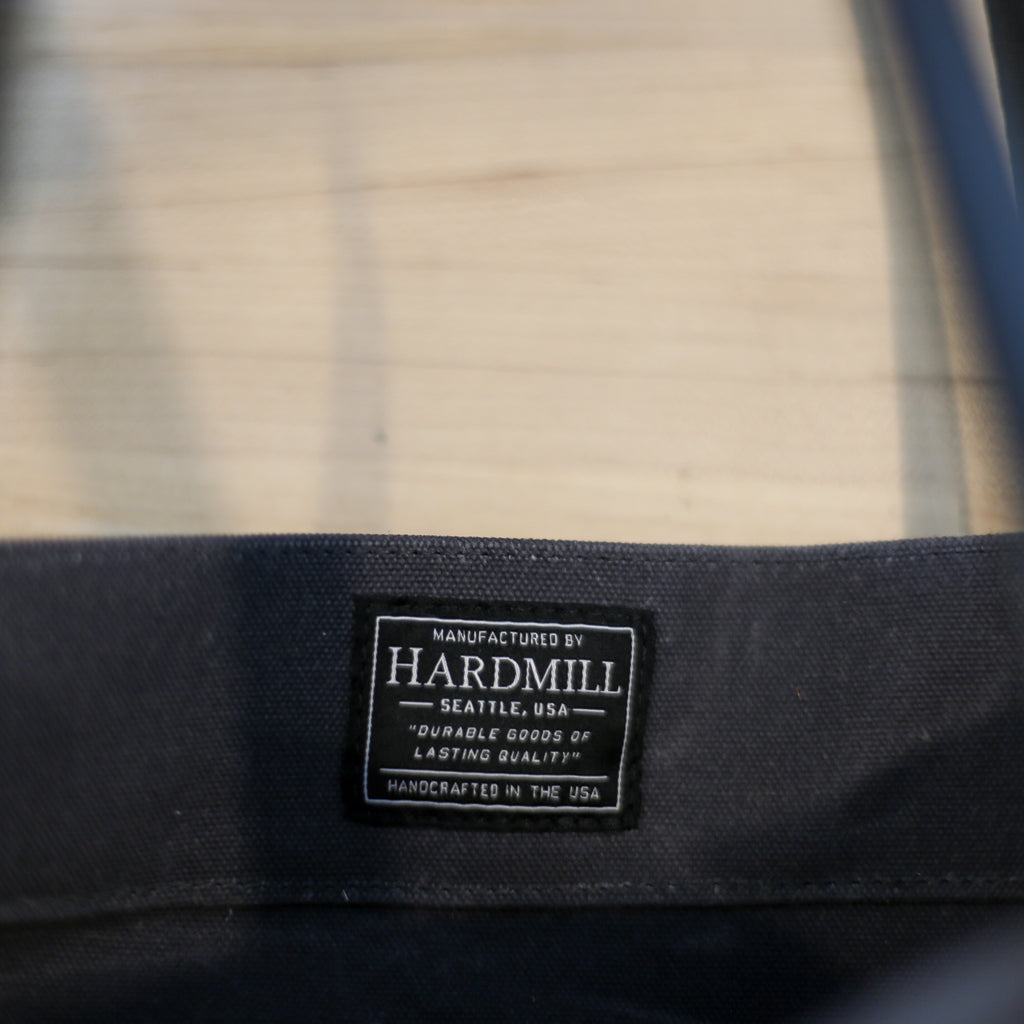 MANUFACTURED BY
HARDMILL
SEATTLE, USA
"DURABLE GOODS OF
LASTING QUALITY"
HANDCRAFTED IN THE USA